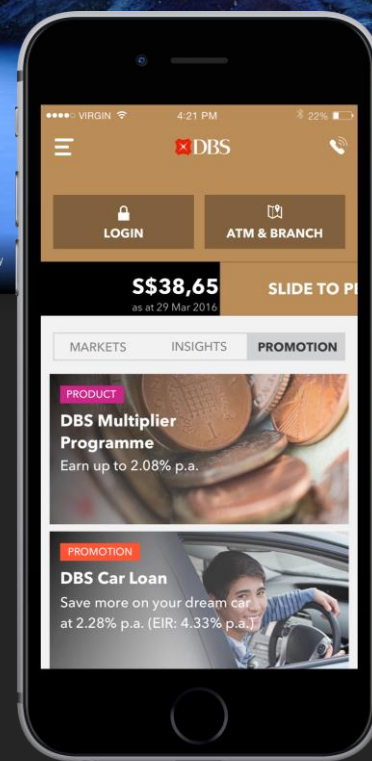 VIRGIN 4:21 PM 22%
DBS
LOGIN ATM & BRANCH
S$38,65 SLIDE TO
as at 29 Mar 2016
MARKETS INSIGHTS PROMOTION
PRODUCT
DBS Multiplier
Programme
Earn up to 2.08% p.a.
PROMOTION
DBS Car Loan
Save more on your dream car
at 2.28% p.a. (EIR: 4.33% p.a.)